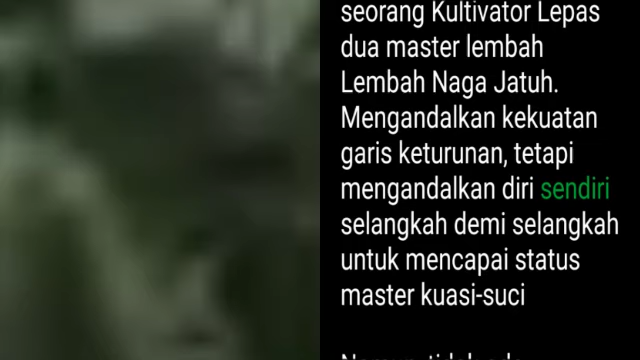 seorang Kultivator Lepas
dua master lembah
Lembah Naga Jatuh.
Mengandalkan kekuatan
garis keturunan, tetapi
mengandalkan diri sendiri
selangkah demi selangkah
untuk mencapai status
master kuasi-suci